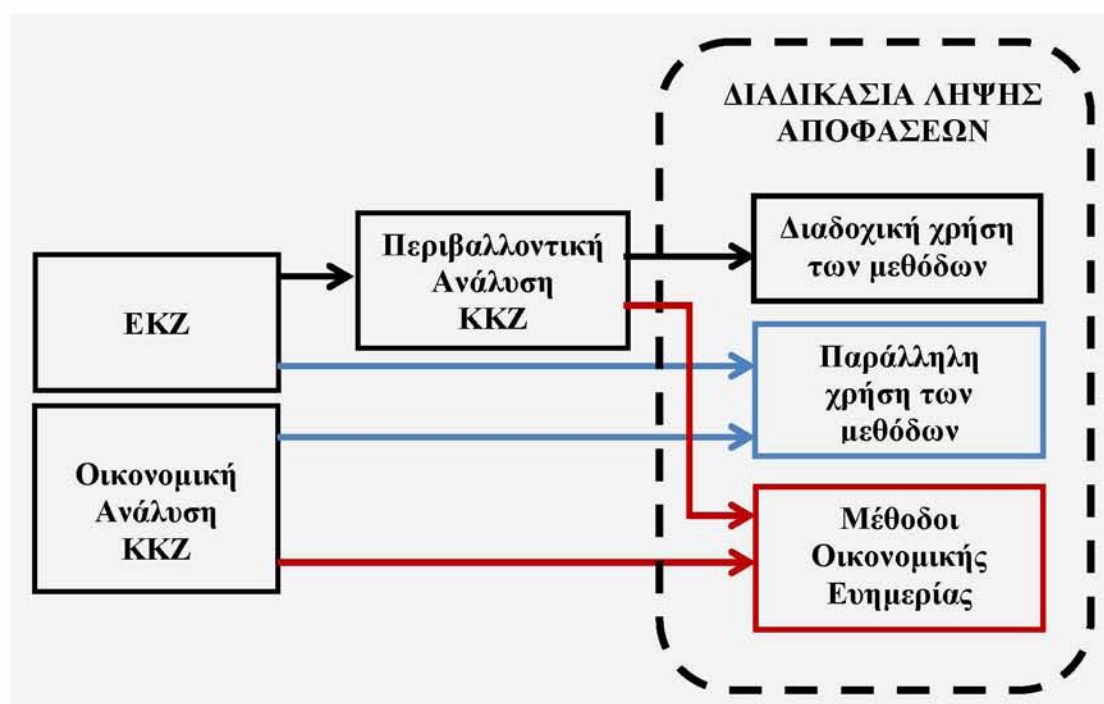 ΔΙΑΔΙΚΑΣΙΑ ΛΗΨΗΣ
ΑΠΟΦΑΣΕΩΝ
ΕΚΖ
Περιβαλλοντική
Ανάλυση
ΚΚΖ
Διαδοχική χρήση
των μεθόδων
Παράλληλη
χρήση των
μεθόδων
Οικονομική
Ανάλυση
ΚΚΖ
Μέθοδοι
Οικονομικής
Ευημερίας